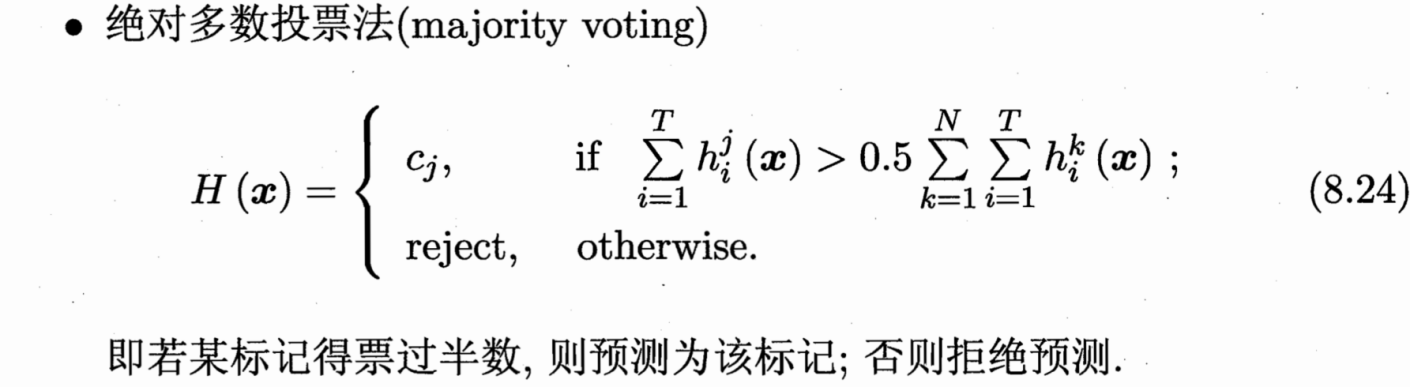 • 绝对多数投票法(majority voting)
H(x) = { c_j, if ∑_{i=1}^{T} h_i^j(x) > 0.5 ∑_{k=1}^{N} ∑_{i=1}^{T} h_i^k(x) ;
reject, otherwise. (8.24)
即若某标记得票过半数, 则预测为该标记; 否则拒绝预测.